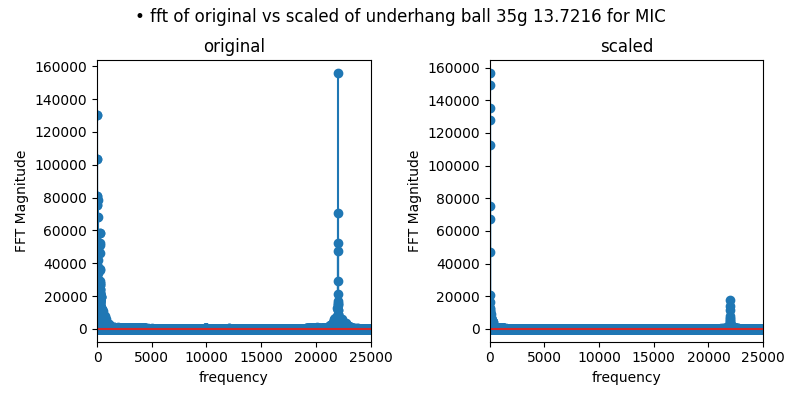 • fft of original vs scaled of underhang ball 35g 13.7216 for MIC
original
160000
140000
120000
100000
80000
60000
40000
20000
0
FFT Magnitude
0 5000 10000 15000 20000 25000
frequency
scaled
160000
140000
120000
100000
80000
60000
40000
20000
0
FFT Magnitude
0 5000 10000 15000 20000 25000
frequency